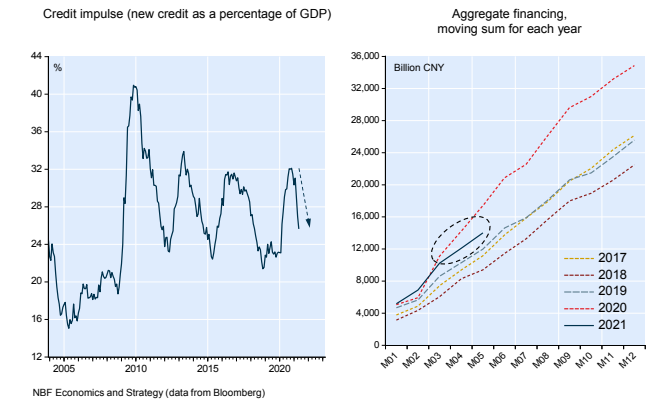 Credit impulse (new credit as a percentage of GDP)
%
44
40
36
32
28
24
20
16
12
2005
2010
2015
2020
Aggregate financing,
moving sum for each year
Billion CNY
36,000
32,000
28,000
24,000
20,000
16,000
12,000
8,000
4,000
0
2017
2018
2019
2020
2021
M01
M02
M03
M04
M05
M06
M07
M08
M09
M10
M11
M12
NBF Economics and Strategy (data from Bloomberg)